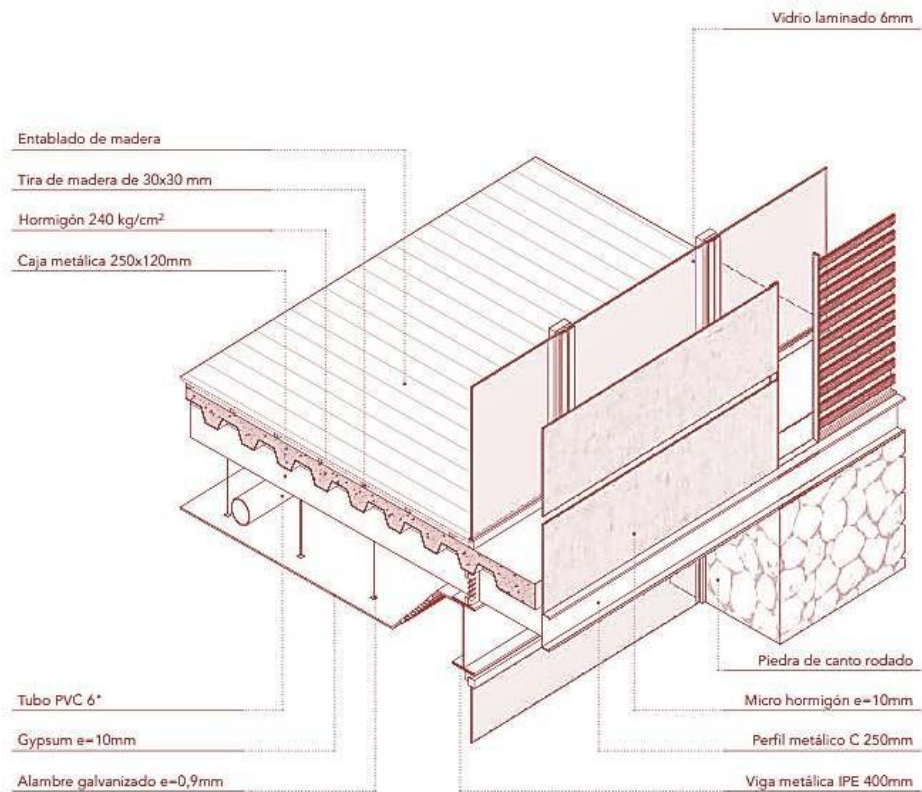 Vidrio laminado 6mm
Entablado de madera
Tira de madera de 30x30 mm
Hormigón 240 kg/cm²
Caja metálica 250x120mm
Piedra de canto rodado
Tubo PVC 6"
Micro hormigón e=10mm
Gypsum e=10mm
Perfil metálico C 250mm
Alambre galvanizado e=0,9mm
Viga metálica IPE 400mm